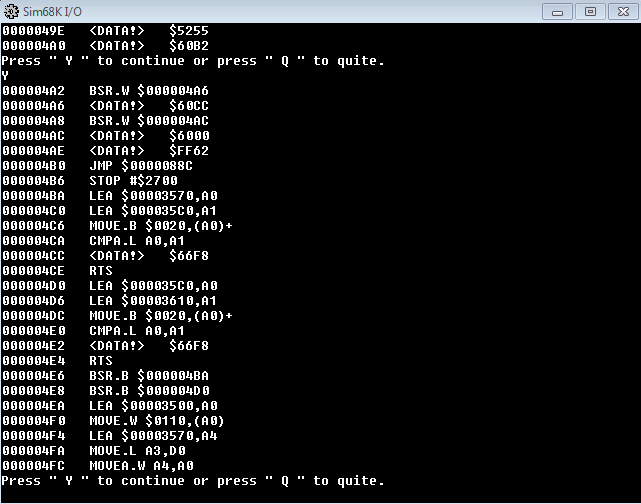 Sim68K I/O
0000049E   <DATA!>   $5255
000004A0   <DATA!>   $60B2
Press " Y " to continue or press " Q " to quite.
Y
000004A2   BSR.W $000004A6
000004A6   <DATA!>   $60CC
000004A8   BSR.W $000004AC
000004AC   <DATA!>   $6000
000004AE   <DATA!>   $FF62
000004B0   JMP $0000088C
000004B6   STOP #$2700
000004BA   LEA $00003570,A0
000004C0   LEA $000035C0,A1
000004C6   MOVE.B $0020,(A0)+
000004CA   CMPA.L A0,A1
000004CC   <DATA!>   $66F8
000004CE   RTS
000004D0   LEA $000035C0,A0
000004D6   LEA $00003610,A1
000004DC   MOVE.B $0020,(A0)+
000004E0   CMPA.L A0,A1
000004E2   <DATA!>   $66F8
000004E4   RTS
000004E6   BSR.B $000004BA
000004E8   BSR.B $000004D0
000004EA   LEA $00003500,A0
000004F0   MOVE.W $0110,(A0)
000004F4   LEA $00003570,A4
000004FA   MOVE.L A3,D0
000004FC   MOVEA.W A4,A0
Press " Y " to continue or press " Q " to quite.